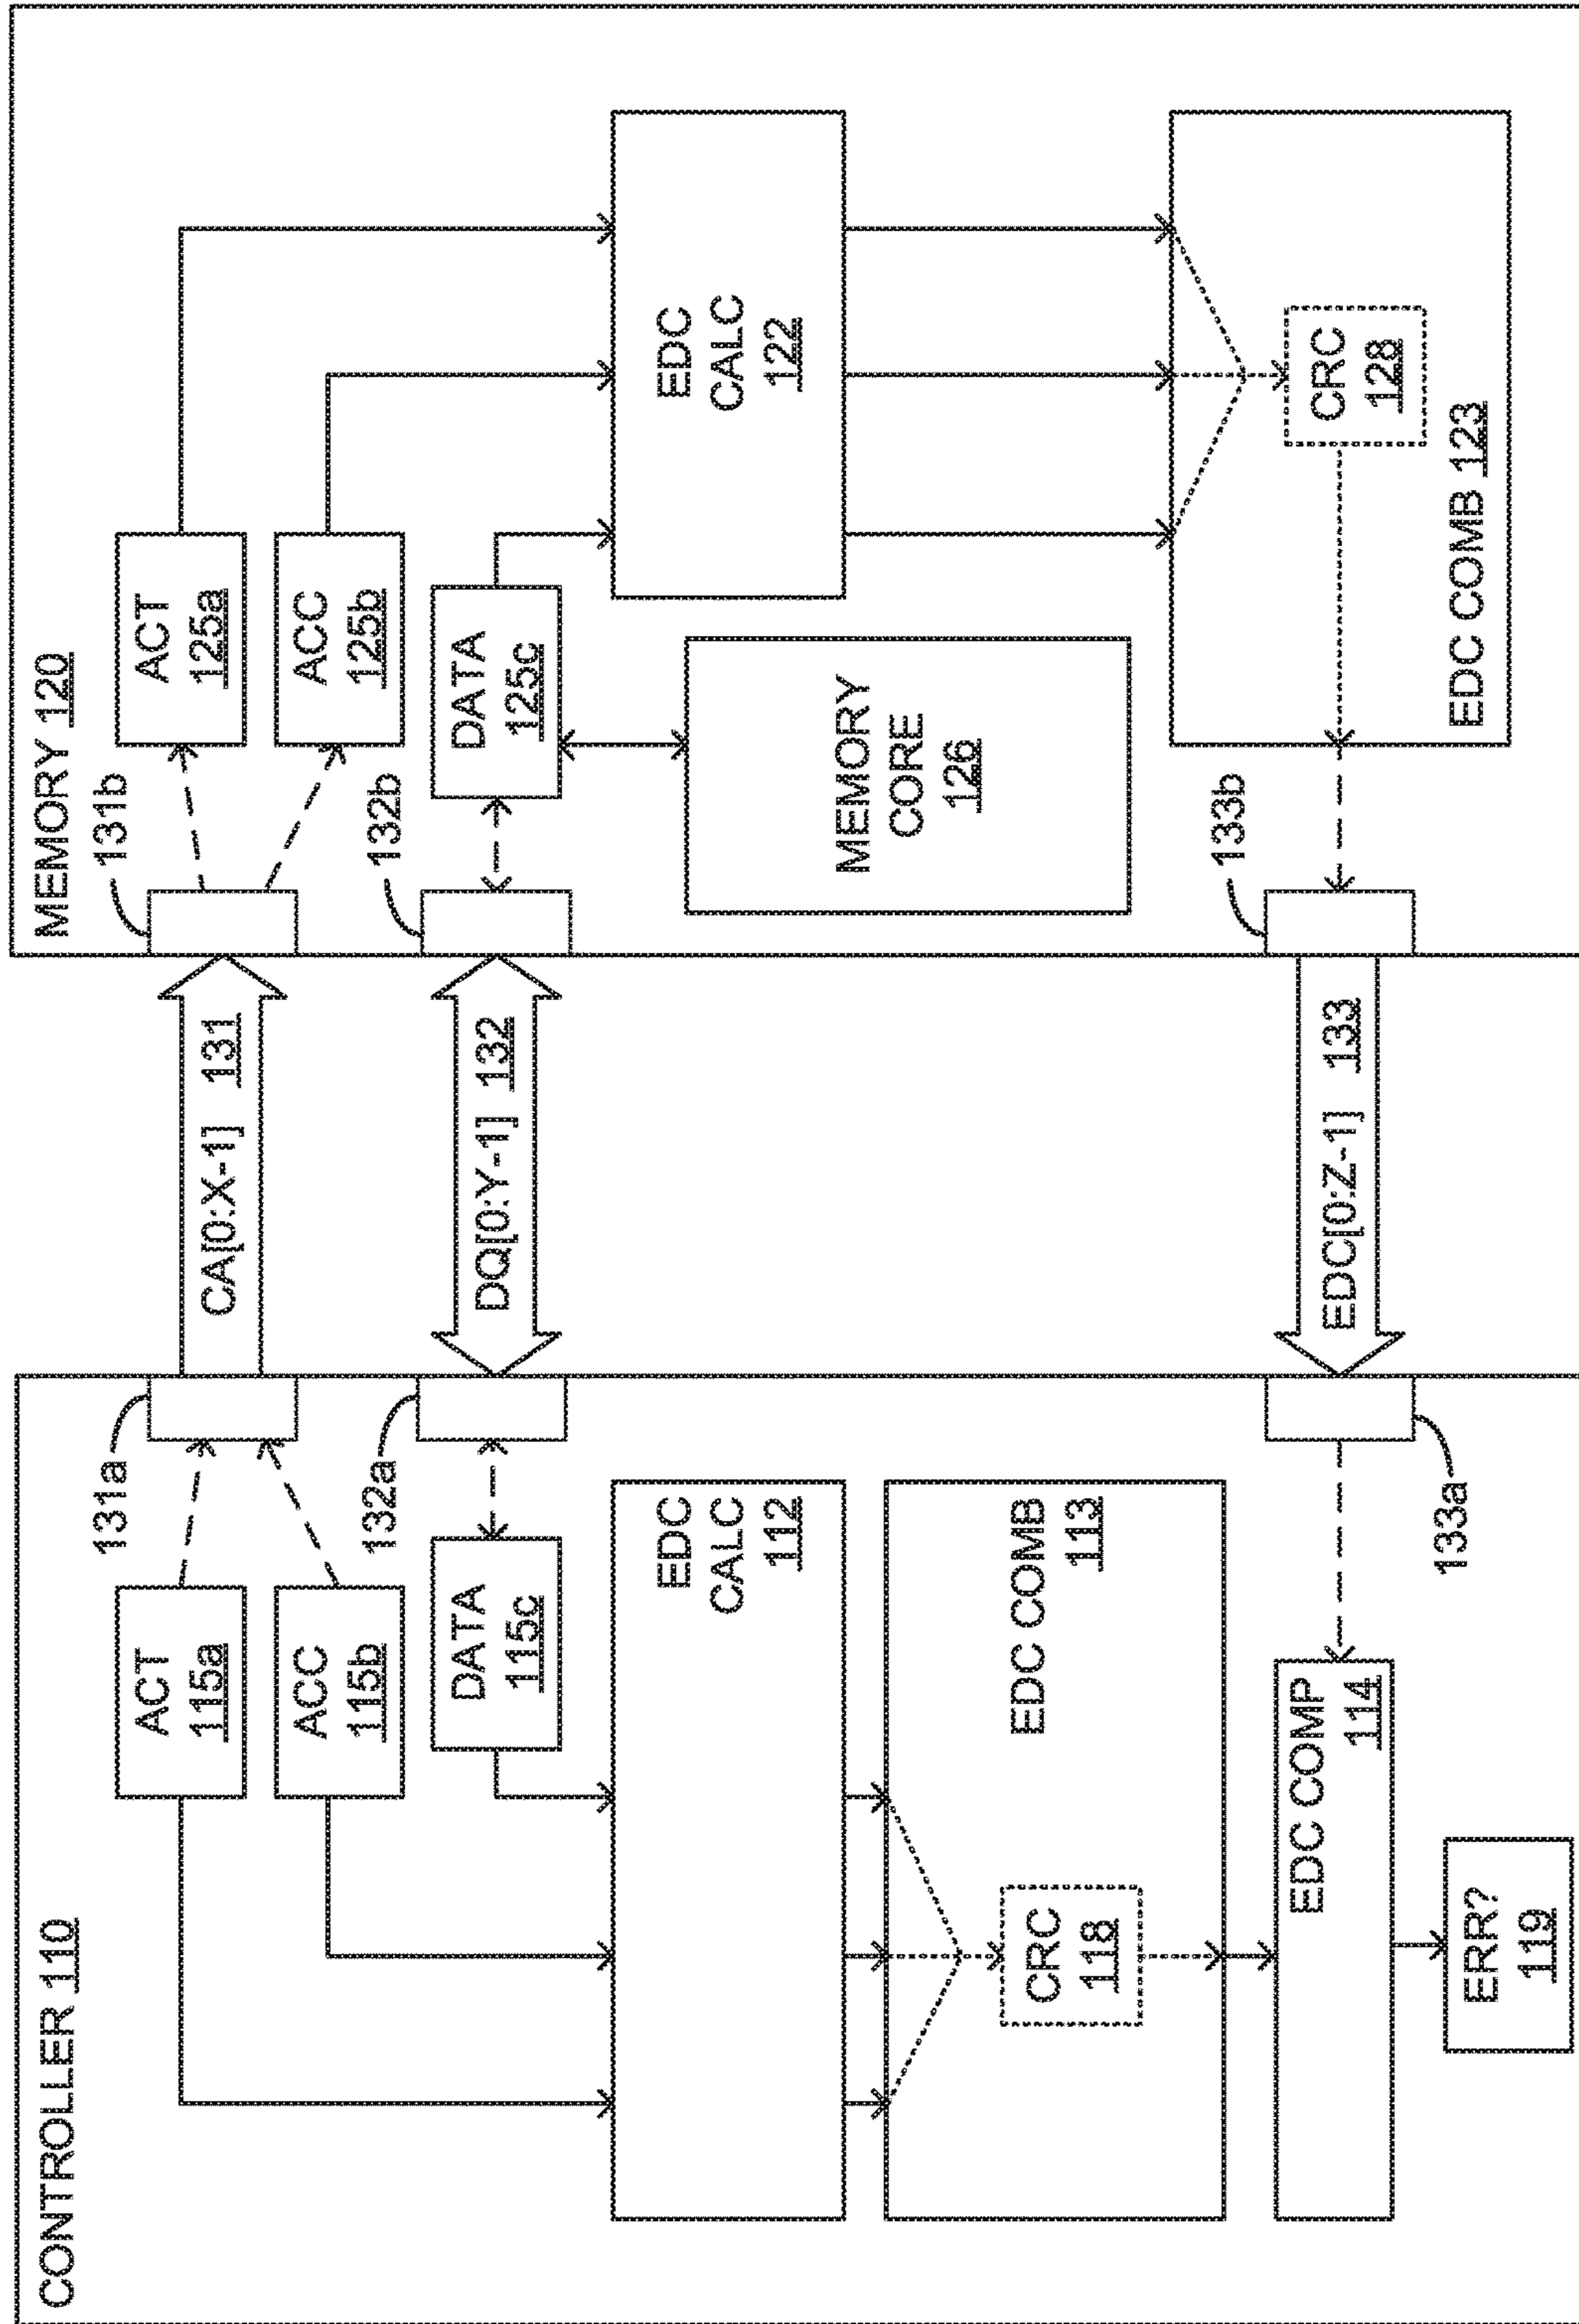 CONTROLLER 110
ACT
115a
ACC
115b
DATA
115c
131a
132a
EDC
CALC
112
EDC COMB
113
CRC
118
EDC COMP
114
ERR?
119
133a
CA[0:X-1] 131
DQ[0:Y-1] 132
EDC[0:Z-1] 133
MEMORY 120
131b
132b
ACT
125a
ACC
125b
DATA
125c
MEMORY
CORE
126
EDC
CALC
122
CRC
128
EDC COMB 123
133b